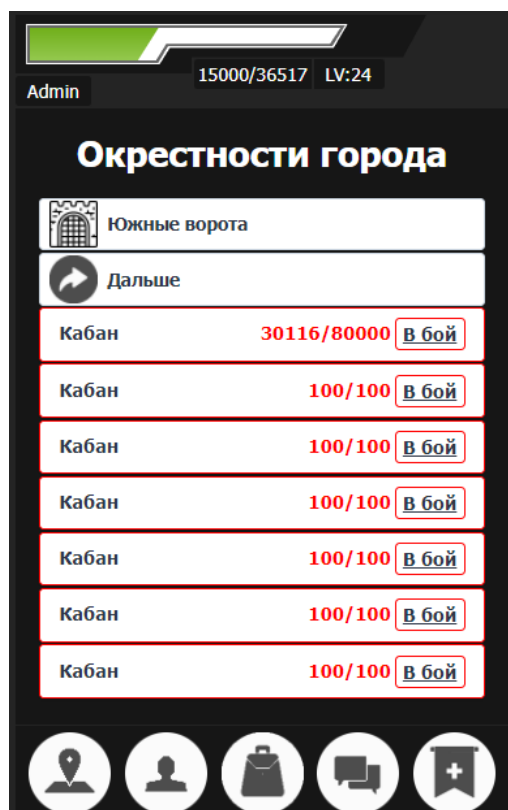 15000/36517 LV:24
Admin
Окрестности города
Южные ворота
Дальше
Кабан 30116/80000 В бой
Кабан 100/100 В бой
Кабан 100/100 В бой
Кабан 100/100 В бой
Кабан 100/100 В бой
Кабан 100/100 В бой
Кабан 100/100 В бой